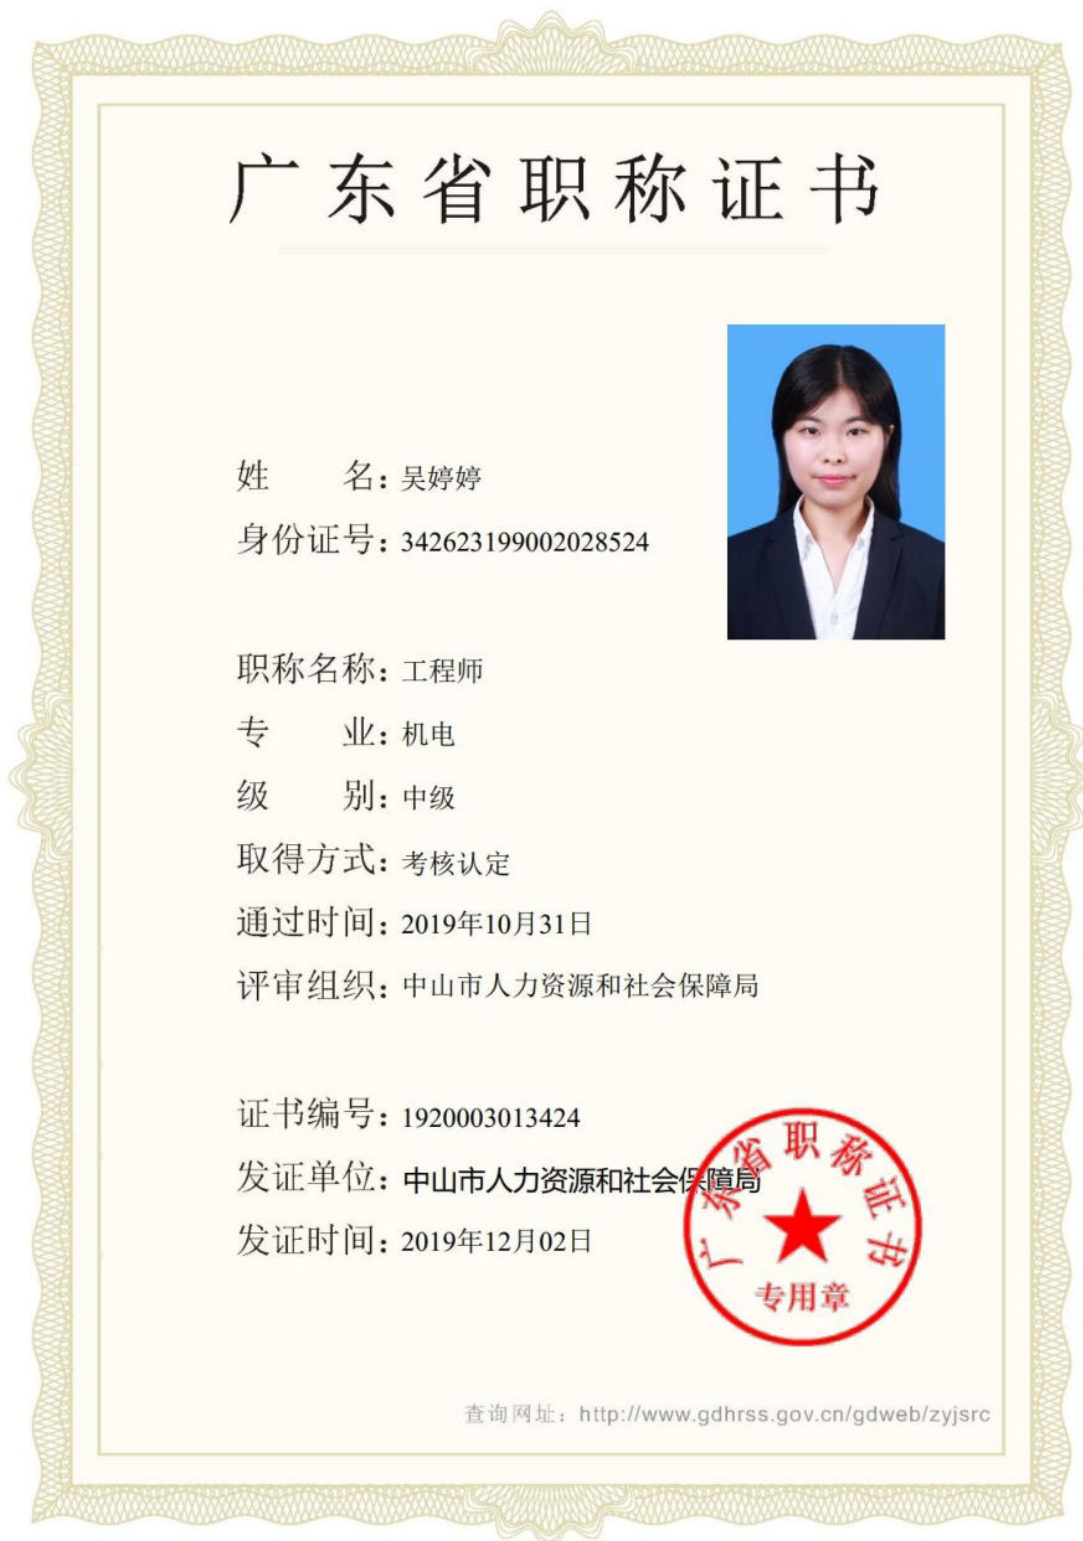 广东省职称证书
姓 名：吴婷婷
身份证号：342623199002028524
职称名称：工程师
专 业：机电
级 别：中级
取得方式：考核认定
通过时间：2019年10月31日
评审组织：中山市人力资源和社会保障局
证书编号：1920003013424
发证单位：中山市人力资源和社会保障局
发证时间：2019年12月02日
广东省职称证书
专用章
查询网址：http://www.gdhrss.gov.cn/gdweb/zyjsrc